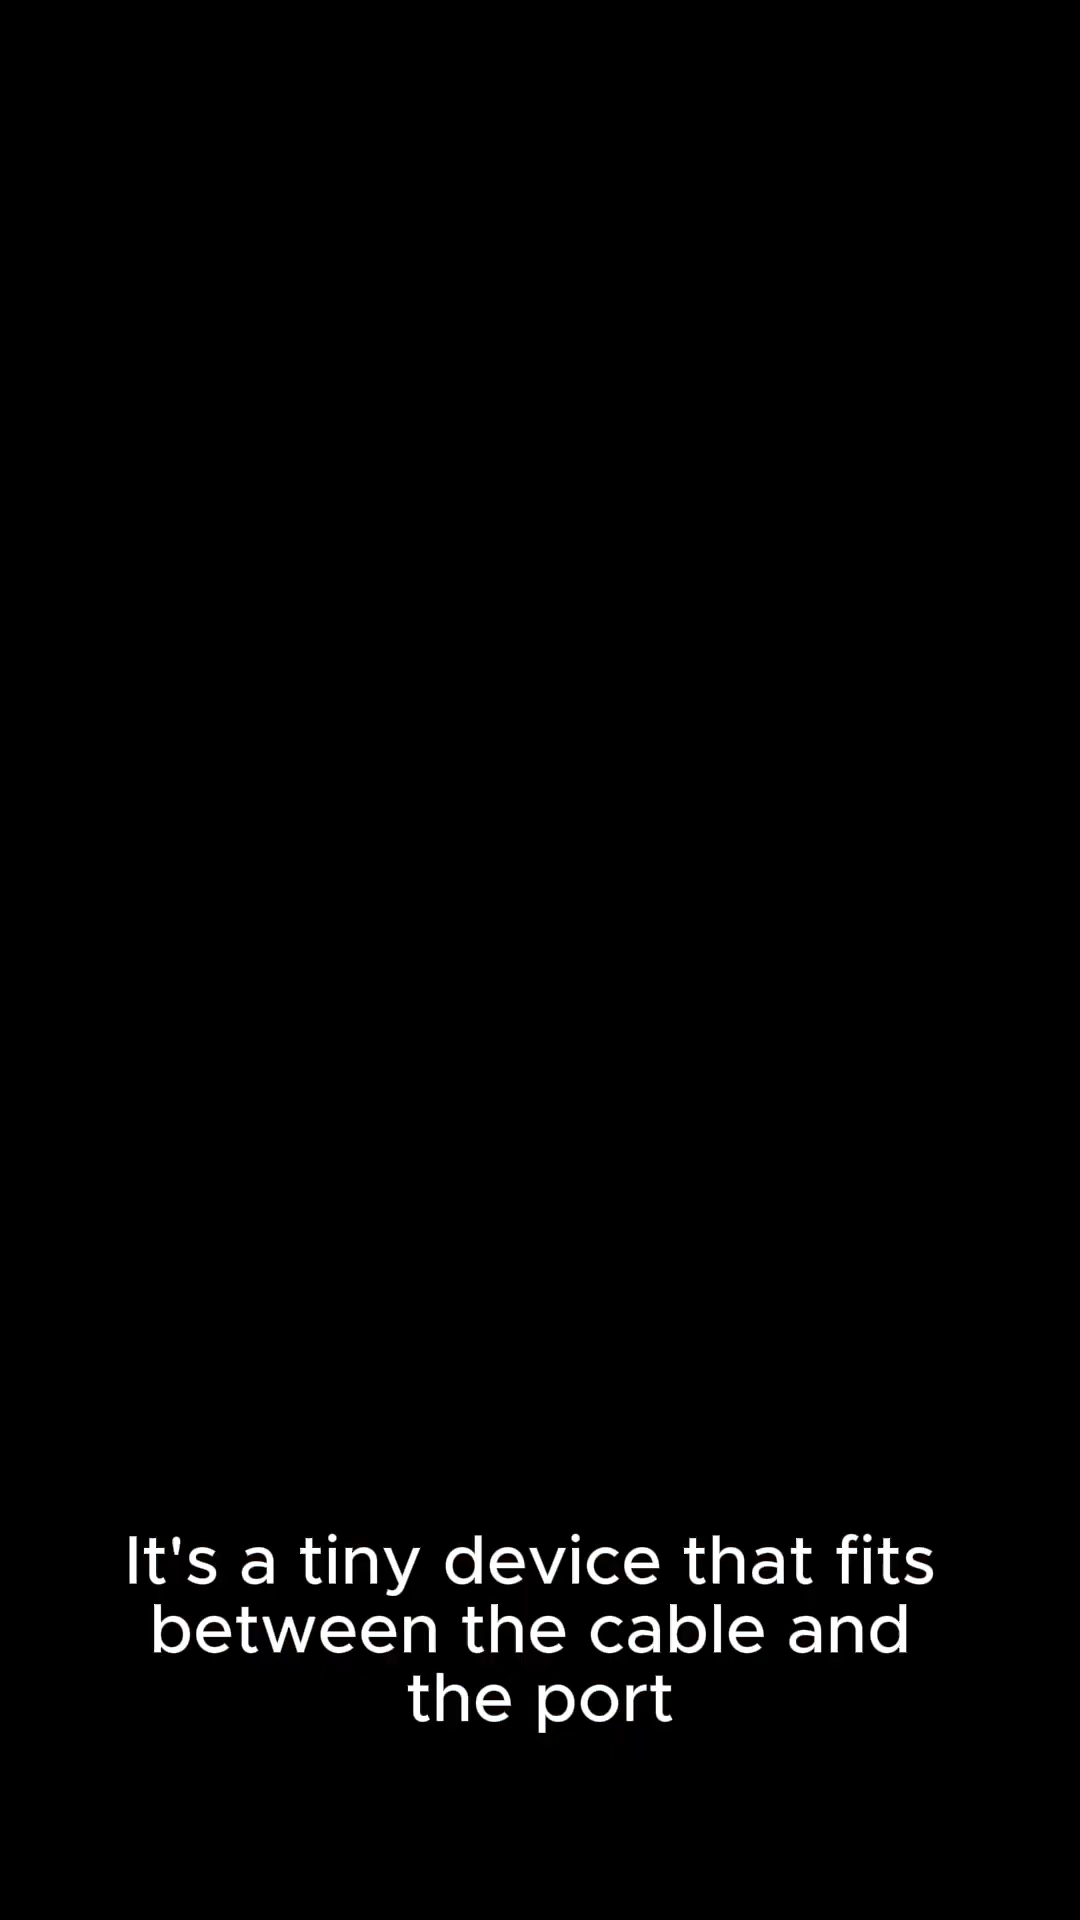 It's a tiny device that fits
between the cable and
the port